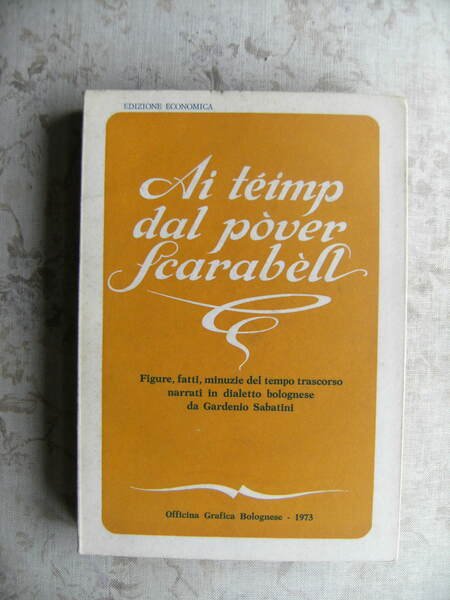 EDIZIONE ECONOMICA
Ai téimp
dal pòver
Scarabèll
Figure, fatti, minuzie del tempo trascorso
narrati in dialetto bolognese
da Gardenio Sabatini
Officina Grafica Bolognese - 1973